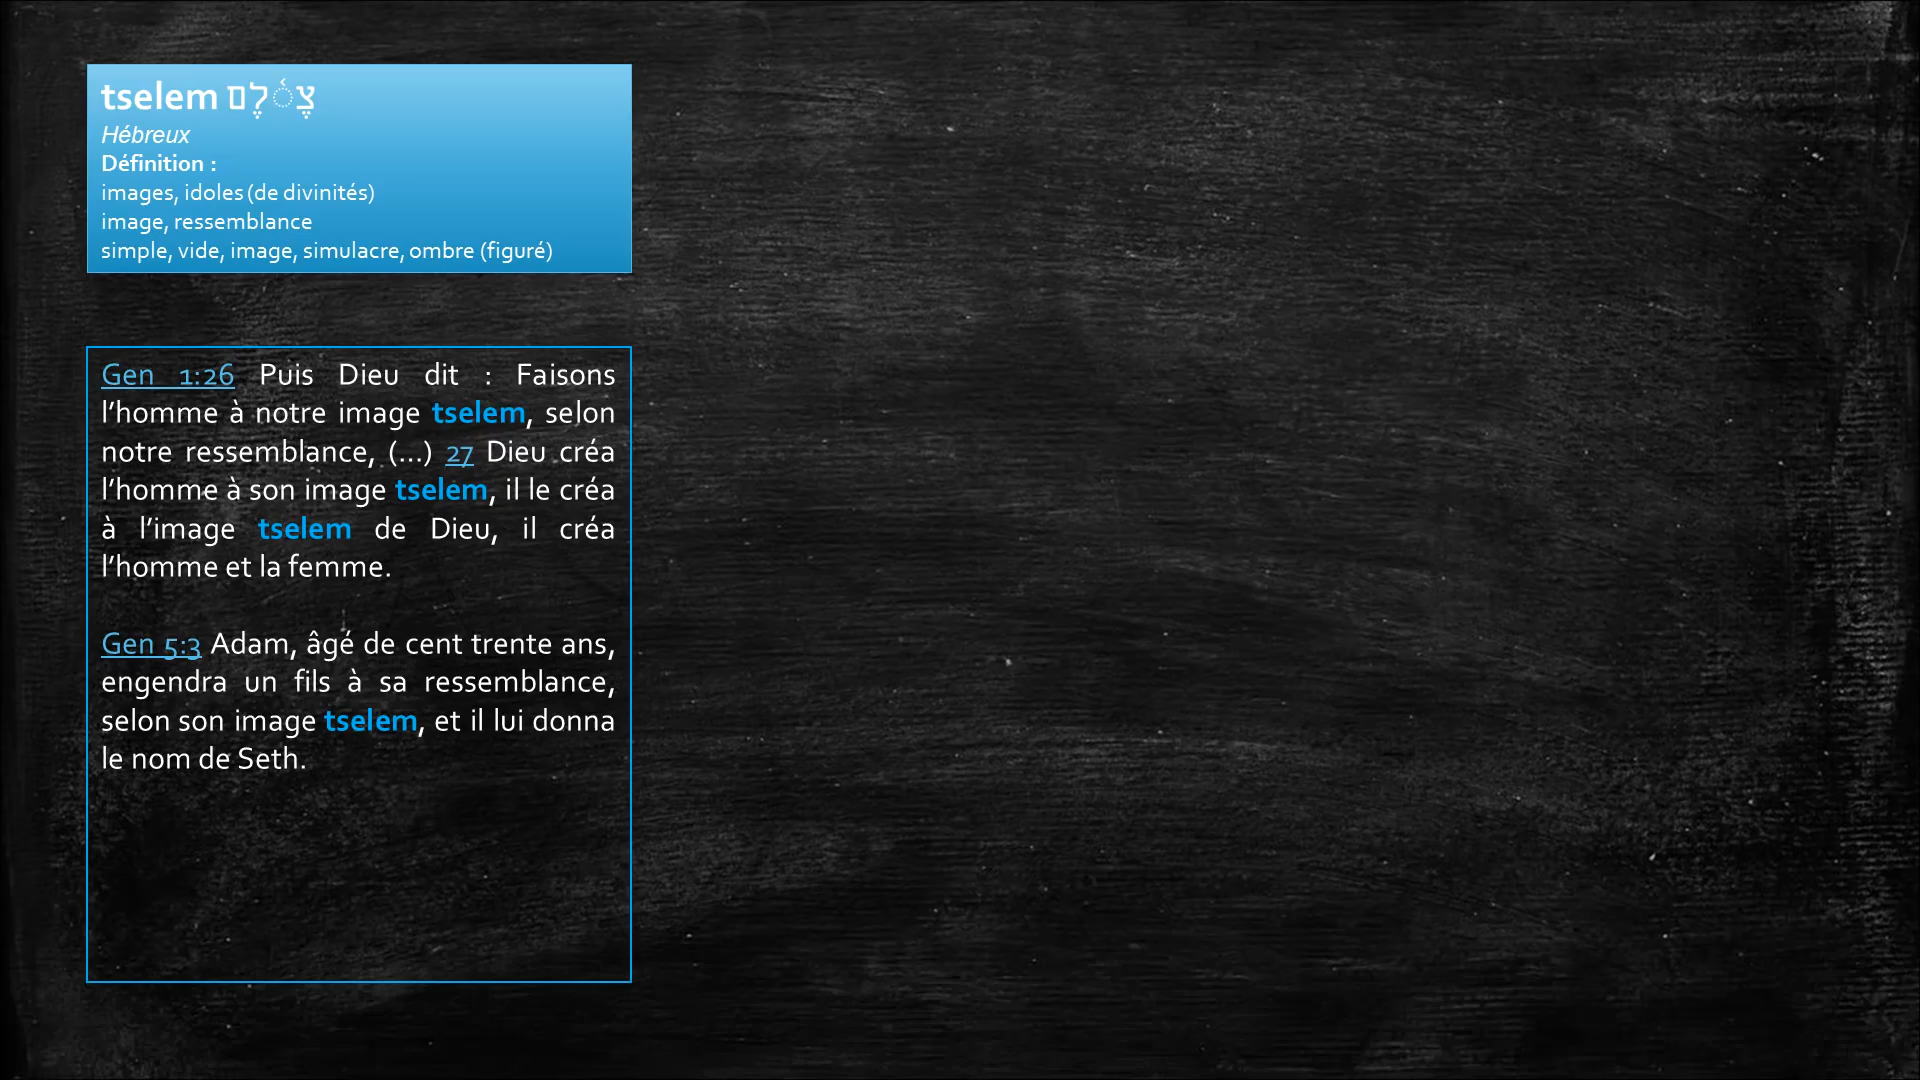 tselem צֶ֫לֶם
Hébreux
Définition :
images, idoles (de divinités)
image, ressemblance
simple, vide, image, simulacre, ombre (figuré)
Gen 1:26 Puis Dieu dit : Faisons
l’homme à notre image tselem, selon
notre ressemblance, (…) 27 Dieu créa
l’homme à son image tselem, il le créa
à l’image tselem de Dieu, il créa
l’homme et la femme.
Gen 5:3 Adam, âgé de cent trente ans,
engendra un fils à sa ressemblance,
selon son image tselem, et il lui donna
le nom de Seth.